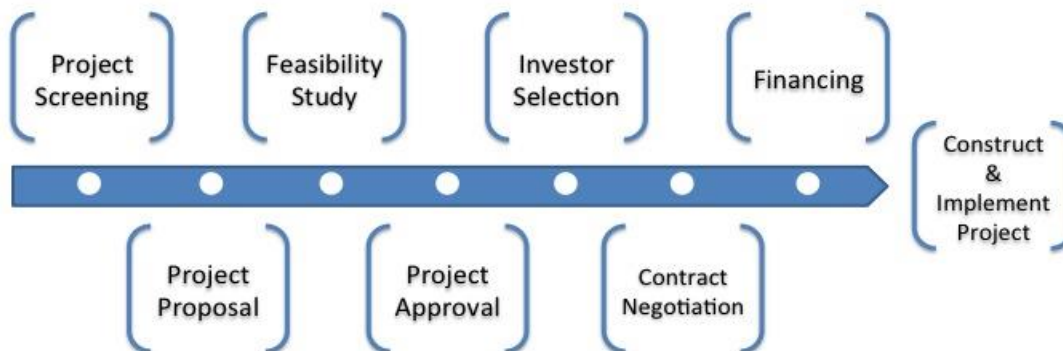 Project
Screening
Feasibility
Study
Investor
Selection
Financing
Construct
&
Implement
Project
Project
Proposal
Project
Approval
Contract
Negotiation